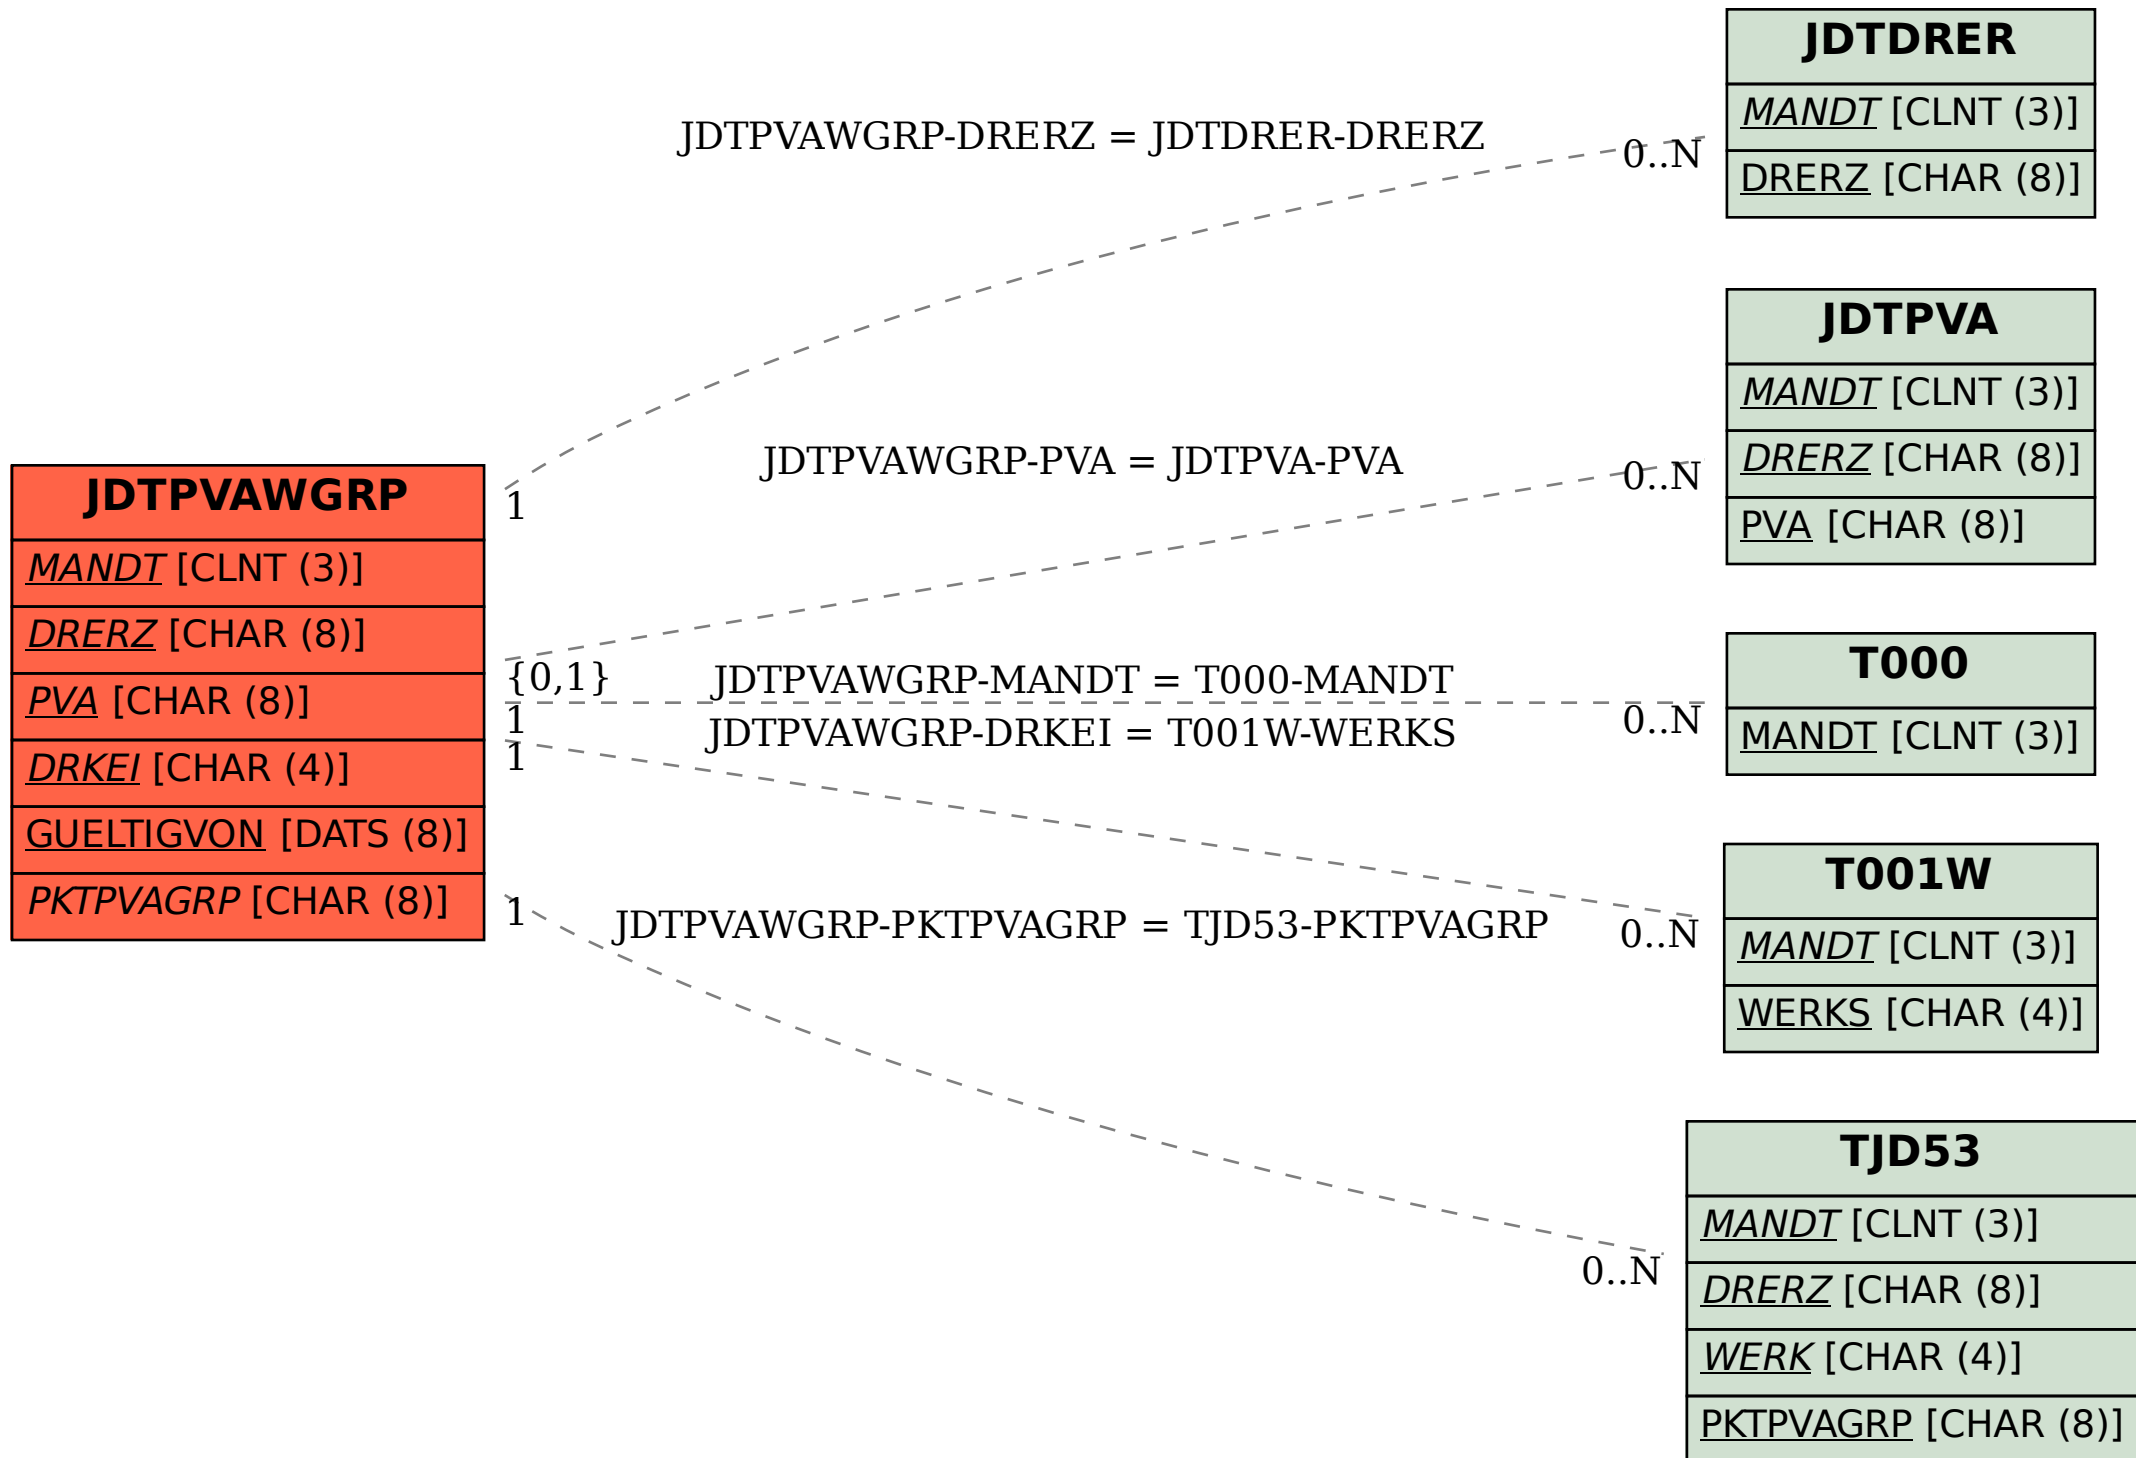 JDTPVAWGRP
MANDT [CLNT (3)]
DRERZ [CHAR (8)]
PVA [CHAR (8)]
DRKEI [CHAR (4)]
GUELTIGVON [DATS (8)]
PKTPVAGRP [CHAR (8)]
JDTPVAWGRP-DRERZ = JDTDRER-DRERZ
1
0..N
JDTPVAWGRP-PVA = JDTPVA-PVA
{0,1}
0..N
JDTPVAWGRP-MANDT = T000-MANDT
1
0..N
JDTPVAWGRP-DRKEI = T001W-WERKS
1
0..N
JDTPVAWGRP-PKTPVAGRP = TJD53-PKTPVAGRP
1
0..N
JDTDRER
MANDT [CLNT (3)]
DRERZ [CHAR (8)]
JDTPVA
MANDT [CLNT (3)]
DRERZ [CHAR (8)]
PVA [CHAR (8)]
T000
MANDT [CLNT (3)]
T001W
MANDT [CLNT (3)]
WERKS [CHAR (4)]
TJD53
MANDT [CLNT (3)]
DRERZ [CHAR (8)]
WERK [CHAR (4)]
PKTPVAGRP [CHAR (8)]